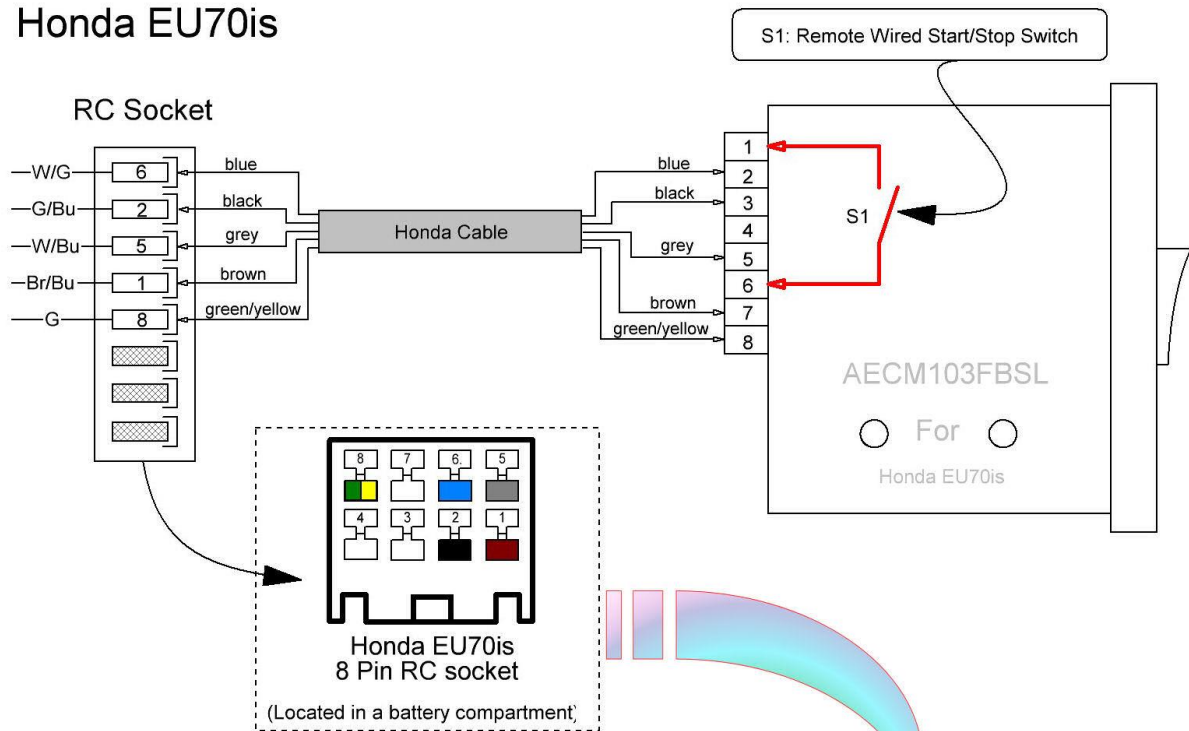 Honda EU70is
S1: Remote Wired Start/Stop Switch
RC Socket
W/G 6 blue
G/Bu 2 black
W/Bu 5 grey
Br/Bu 1 brown
G 8 green/yellow
Honda Cable
blue
black
grey
brown
green/yellow
1
2
3
4
5
6
7
8
S1
AECM103FBSL
For
Honda EU70is
8 7 6. 5
4 3 2 1
Honda EU70is
8 Pin RC socket
(Located in a battery compartment)